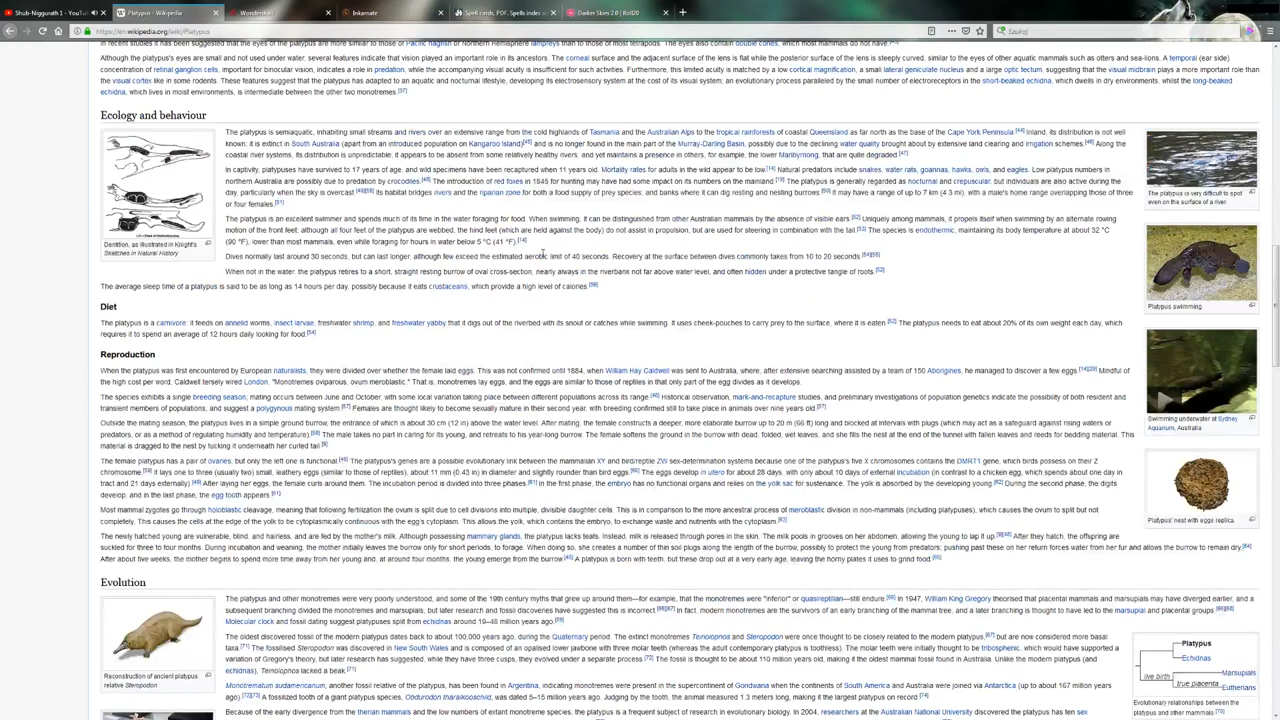 Shub-Niggurath 1 - YouTube
Platypus - Wikipedia
Wonderdraft
Inkarnate
Spell cards, PDF. Spells index
Darker Skies 2.0 | Roll20
https://en.wikipedia.org/wiki/Platypus
Szukaj
In recent studies it has been suggested that the eyes of the platypus are more similar to those of Pacific hagfish or Northern Hemisphere lampreys than to those of most tetrapods. The eyes also contain double cones, which most mammals do not have.
Although the platypus's eyes are small and not used under water, several features indicate that vision played an important role in its ancestors. The corneal surface and the adjacent surface of the lens is flat while the posterior surface of the lens is steeply curved, similar to the eyes of other aquatic mammals such as otters and sea-lions. A temporal (ear side)
concentration of retinal ganglion cells, important for binocular vision, indicates a role in predation, while the accompanying visual acuity is insufficient for such activities. Furthermore, this limited acuity is matched by a low cortical magnification, a small lateral geniculate nucleus and a large optic tectum, suggesting that the visual midbrain plays a more important role than
the visual cortex like in some rodents. These features suggest that the platypus has adapted to an aquatic and nocturnal lifestyle, developing its electrosensory system at the cost of its visual system; an evolutionary process paralleled by the small number of electroreceptors in the short-beaked echidna, which dwells in dry environments, whilst the long-beaked
echidna, which lives in moist environments, is intermediate between the other two monotremes.[37]
Ecology and behaviour
Dentition, as illustrated in Knight's
Sketches in Natural History
The platypus is semiaquatic, inhabiting small streams and rivers over an extensive range from the cold highlands of Tasmania and the Australian Alps to the tropical rainforests of coastal Queensland as far north as the base of the Cape York Peninsula.[44] Inland, its distribution is not well
known: it is extinct in South Australia (apart from an introduced population on Kangaroo Island)[45] and is no longer found in the main part of the Murray-Darling Basin, possibly due to the declining water quality brought about by extensive land clearing and irrigation schemes.[46] Along the
coastal river systems, its distribution is unpredictable; it appears to be absent from some relatively healthy rivers, and yet maintains a presence in others, for example, the lower Maribyrnong, that are quite degraded.[47]
In captivity, platypuses have survived to 17 years of age, and wild specimens have been recaptured when 11 years old. Mortality rates for adults in the wild appear to be low.[14] Natural predators include snakes, water rats, goannas, hawks, owls, and eagles. Low platypus numbers in
northern Australia are possibly due to predation by crocodiles.[48] The introduction of red foxes in 1845 for hunting may have had some impact on its numbers on the mainland. The platypus is generally regarded as nocturnal and crepuscular, but individuals are also active during the
day, particularly when the sky is overcast. Its habitat bridges rivers and the riparian zone for both a food supply of prey species, and banks where it can dig resting and nesting burrows. It may have a range of up to 7 km (4.3 mi), with a male's home range overlapping those of three
or four females.[51]
The platypus is an excellent swimmer and spends much of its time in the water foraging for food. When swimming, it can be distinguished from other Australian mammals by the absence of visible ears.[52] Uniquely among mammals, it propels itself when swimming by an alternate rowing
motion of the front feet; although all four feet of the platypus are webbed, the hind feet (which are held against the body) do not assist in propulsion, but are used for steering in combination with the tail.[53] The species is endothermic, maintaining its body temperature at about 32 °C
(90 °F), lower than most mammals, even while foraging for hours in water below 5 °C (41 °F).[14]
Dives normally last around 30 seconds, but can last longer, although few exceed the estimated aerobic limit of 40 seconds. Recovery at the surface between dives commonly takes from 10 to 20 seconds.[54][55]
When not in the water, the platypus retires to a short, straight resting burrow of oval cross-section, nearly always in the riverbank not far above water level, and often hidden under a protective tangle of roots.[52]
The average sleep time of a platypus is said to be as long as 14 hours per day, possibly because it eats crustaceans, which provide a high level of calories.[56]
The platypus is very difficult to spot
even on the surface of a river.
Platypus swimming
Swimming underwater at Sydney
Aquarium, Australia
Platypus' nest with eggs replica
Diet
The platypus is a carnivore: it feeds on annelid worms, insect larvae, freshwater shrimp, and freshwater yabby that it digs out of the riverbed with its snout or catches while swimming. It uses cheek-pouches to carry prey to the surface, where it is eaten.[52] The platypus needs to eat about 20% of its own weight each day, which
requires it to spend an average of 12 hours daily looking for food.[54]
Reproduction
When the platypus was first encountered by European naturalists, they were divided over whether the female laid eggs. This was not confirmed until 1884, when William Hay Caldwell was sent to Australia, where, after extensive searching assisted by a team of 150 Aborigines, he managed to discover a few eggs.[14][29] Mindful of
the high cost per word, Caldwell tersely wired London, "Monotremes oviparous, ovum meroblastic." That is, monotremes lay eggs, and the eggs are similar to those of reptiles in that only part of the egg divides as it develops.
The species exhibits a single breeding season; mating occurs between June and October, with some local variation taking place between different populations across its range.[48] Historical observation, mark-and-recapture studies, and preliminary investigations of population genetics indicate the possibility of both resident and
transient members of populations, and suggest a polygynous mating system.[57] Females are thought likely to become sexually mature in their second year, with breeding confirmed still to take place in animals over nine years old.[57]
Outside the mating season, the platypus lives in a simple ground burrow, the entrance of which is about 30 cm (12 in) above the water level. After mating, the female constructs a deeper, more elaborate burrow up to 20 m (66 ft) long and blocked at intervals with plugs (which may act as a safeguard against rising waters or
predators, or as a method of regulating humidity and temperature).[58] The male takes no part in caring for its young, and retreats to his year-long burrow. The female softens the ground in the burrow with dead, folded, wet leaves, and she fills the nest at the end of the tunnel with fallen leaves and reeds for bedding material. This
material is dragged to the nest by tucking it underneath her curled tail.[9]
The female platypus has a pair of ovaries, but only the left one is functional.[49] The platypus's genes are a possible evolutionary link between the mammalian XY and bird/reptile ZW sex-determination systems because one of the platypus's five X chromosomes contains the DMRT1 gene, which birds possess on their Z
chromosome.[59] It lays one to three (usually two) small, leathery eggs (similar to those of reptiles), about 11 mm (0.43 in) in diameter and slightly rounder than bird eggs.[60] The eggs develop in utero for about 28 days, with only about 10 days of external incubation (in contrast to a chicken egg, which spends about one day in
tract and 21 days externally).[49] After laying her eggs, the female curls around them. The incubation period is divided into three phases.[61] In the first phase, the embryo has no functional organs and relies on the yolk sac for sustenance. The yolk is absorbed by the developing young.[62] During the second phase, the digits
develop, and in the last phase, the egg tooth appears.[61]
Most mammal zygotes go through holoblastic cleavage, meaning that following fertilization the ovum is split due to cell divisions into multiple, divisible daughter cells. This is in comparison to the more ancestral process of meroblastic division in non-mammals (including platypuses), which causes the ovum to split but not
completely. This causes the cells at the edge of the yolk to be cytoplasmically continuous with the egg's cytoplasm. This allows the yolk, which contains the embryo, to exchange waste and nutrients with the cytoplasm.[63]
The newly hatched young are vulnerable, blind, and hairless, and are fed by the mother's milk. Although possessing mammary glands, the platypus lacks teats. Instead, milk is released through pores in the skin. The milk pools in grooves on her abdomen, allowing the young to lap it up.[9][48] After they hatch, the offspring are
suckled for three to four months. During incubation and weaning, the mother initially leaves the burrow only for short periods, to forage. When doing so, she creates a number of thin soil plugs along the length of the burrow, possibly to protect the young from predators; pushing past these on her return forces water from her fur and allows the burrow to remain dry.[64]
After about five weeks, the mother begins to spend more time away from her young and, at around four months, the young emerge from the burrow.[48] A platypus is born with teeth, but these drop out at a very early age, leaving the horny plates it uses to grind food.[65]
Evolution
Reconstruction of ancient platypus
relative Steropodon
The platypus and other monotremes were very poorly understood, and some of the 19th century myths that grew up around them—for example, that the monotremes were "inferior" or quasireptilian—still endure.[66] In 1947, William King Gregory theorised that placental mammals and marsupials may have diverged earlier, and a
subsequent branching divided the monotremes and marsupials, but later research and fossil discoveries have suggested this is incorrect.[66][67] In fact, modern monotremes are the survivors of an early branching of the mammal tree, and a later branching is thought to have led to the marsupial and placental groups.[66][68]
Molecular clock and fossil dating suggest platypuses split from echidnas around 19–48 million years ago.[69]
The oldest discovered fossil of the modern platypus dates back to about 100,000 years ago, during the Quaternary period. The extinct monotremes Teinolophos and Steropodon were once thought to be closely related to the modern platypus,[67] but are now considered more basal
taxa.[71] The fossilised Steropodon was discovered in New South Wales and is composed of an opalised lower jawbone with three molar teeth (whereas the adult contemporary platypus is toothless). The molar teeth were initially thought to be tribosphenic, which would have supported a
variation of Gregory's theory, but later research has suggested, while they have three cusps, they evolved under a separate process.[72] The fossil is thought to be about 110 million years old, making it the oldest mammal fossil found in Australia. Unlike the modern platypus (and
echidnas), Teinolophos lacked a beak.[71]
Monotrematum sudamericanum, another fossil relative of the platypus, has been found in Argentina, indicating monotremes were present in the supercontinent of Gondwana when the continents of South America and Australia were joined via Antarctica (up to about 167 million years
ago).[72][73] A fossilized tooth of a giant platypus species, Obdurodon tharalkooschild, was dated 5–15 million years ago. Judging by the tooth, the animal measured 1.3 meters long, making it the largest platypus on record.[74]
Because of the early divergence from the therian mammals and the low numbers of extant monotreme species, the platypus is a frequent subject of research in evolutionary biology. In 2004, researchers at the Australian National University discovered the platypus has ten sex
Platypus
Echidnas
live birth
Marsupials
true placenta
Eutherians
Evolutionary relationships between the
platypus and other mammals.[70]